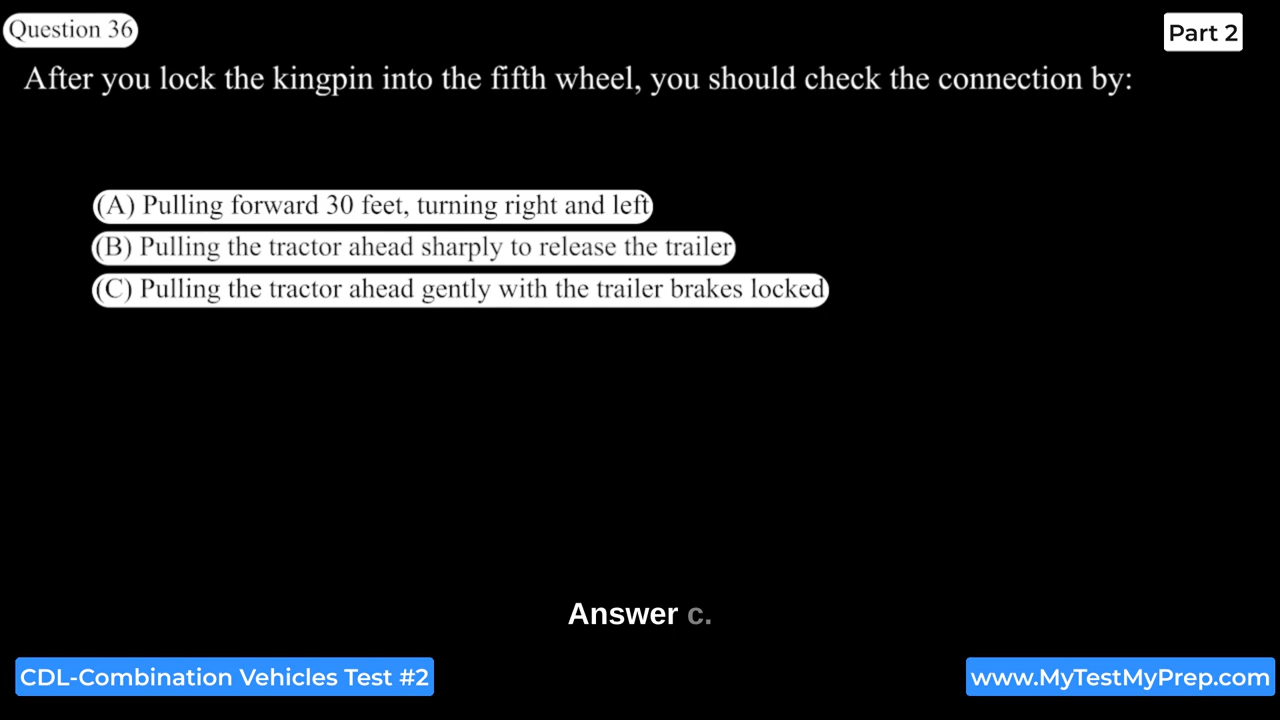 Question 36
Part 2
After you lock the kingpin into the fifth wheel, you should check the connection by:
(A) Pulling forward 30 feet, turning right and left
(B) Pulling the tractor ahead sharply to release the trailer
(C) Pulling the tractor ahead gently with the trailer brakes locked
Answer c.
CDL-Combination Vehicles Test #2
www.MyTestMyPrep.com